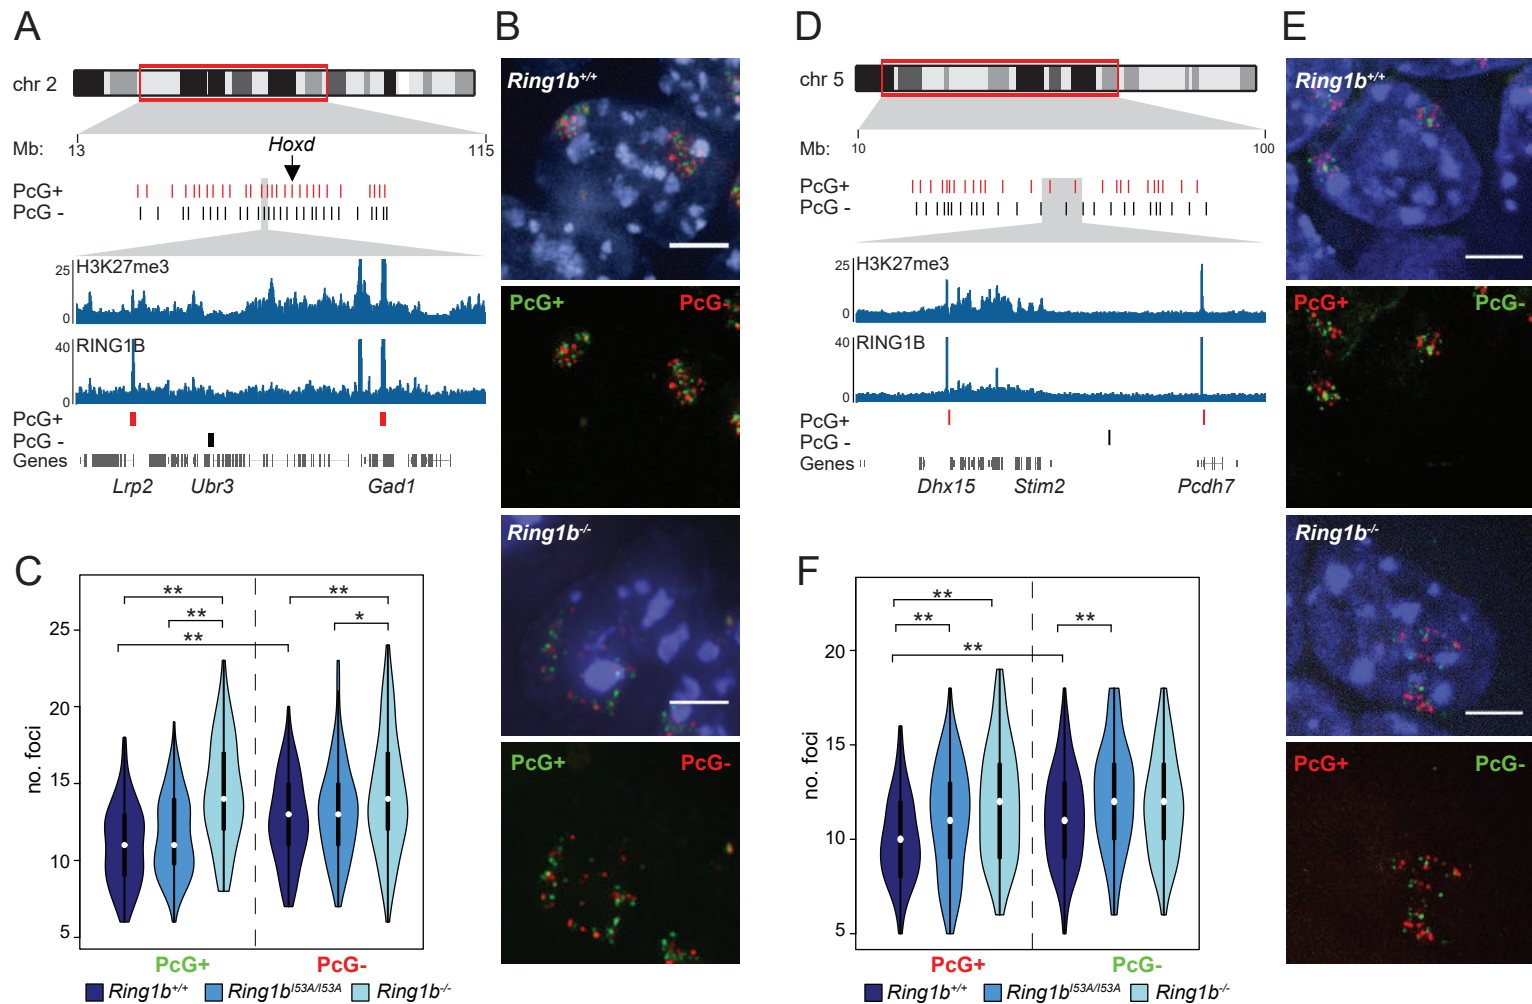 A
chr 2
Mb:
13
115
Hoxd
PcG+
PcG -
H3K27me3
25
0
RING1B
40
0
PcG+
PcG -
Genes
Lrp2
Ubr3
Gad1
B
Ring1b+/+
PcG+
PcG-
Ring1b-/-
PcG+
PcG-
C
no. foci
25
20
15
10
5
**
**
**
**
*
PcG+
PcG-
Ring1b+/+
Ring1bI53A/I53A
Ring1b-/-
D
chr 5
Mb:
10
100
PcG+
PcG -
H3K27me3
25
0
RING1B
40
0
PcG+
PcG -
Genes
Dhx15
Stim2
Pcdh7
E
Ring1b+/+
PcG+
PcG-
Ring1b-/-
PcG+
PcG-
F
no. foci
20
15
10
5
**
**
**
**
PcG+
PcG-
Ring1b+/+
Ring1bI53A/I53A
Ring1b-/-